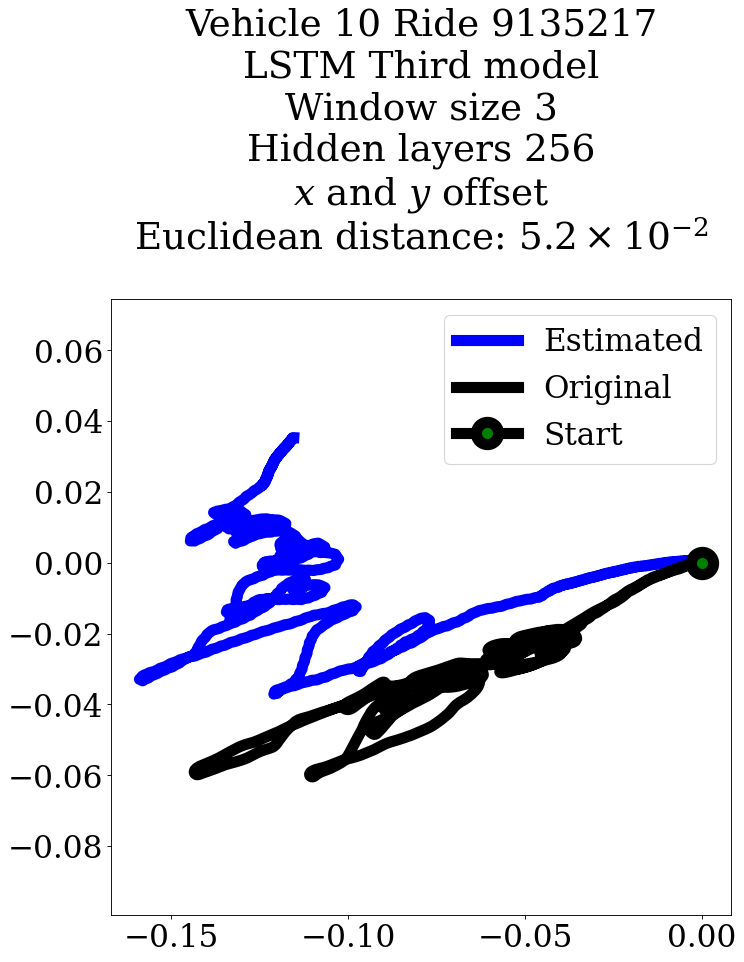 Vehicle 10 Ride 9135217
LSTM Third model
Window size 3
Hidden layers 256
x and y offset
Euclidean distance: 5.2 × 10⁻²
Estimated
Original
Start
0.06
0.04
0.02
0.00
−0.02
−0.04
−0.06
−0.08
−0.15 −0.10 −0.05 0.00